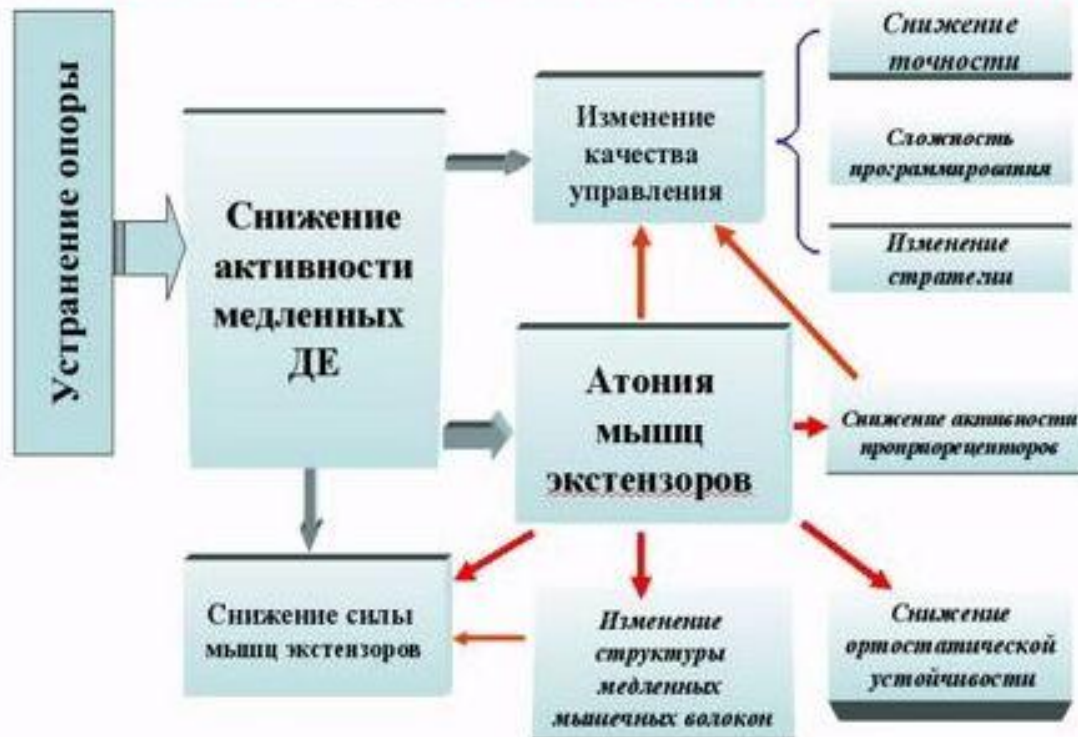 Устранение опоры
Снижение
активности
медленных
ДЕ
Изменение
качества
управления
Снижение
точности
Сложность
программирования
Изменение
стратегии
Атония
мышц
экстензоров
Снижение активности
проприорецепторов
Снижение силы
мышц экстензоров
Изменение
структуры
медленных
мышечных волокон
Снижение
ортостатической
устойчивости